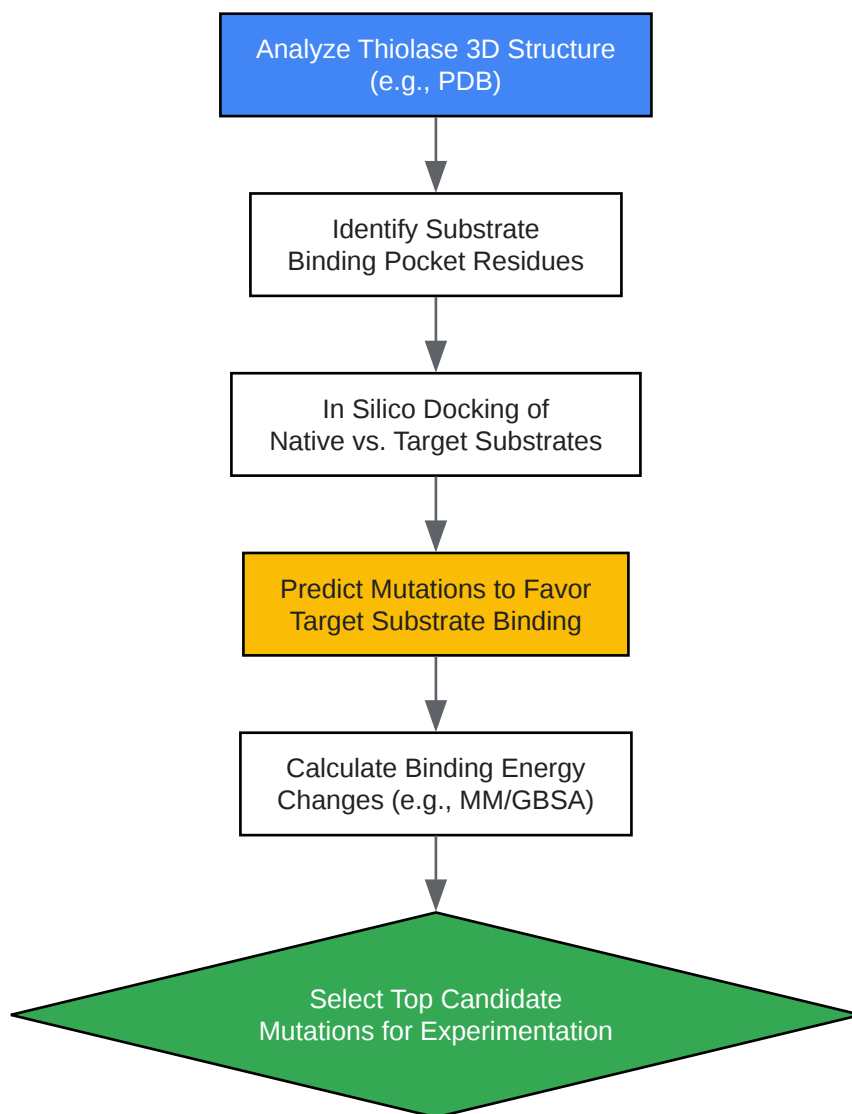 Analyze Thiolase 3D Structure
(e.g., PDB)
Identify Substrate
Binding Pocket Residues
In Silico Docking of
Native vs. Target Substrates
Predict Mutations to Favor
Target Substrate Binding
Calculate Binding Energy
Changes (e.g., MM/GBSA)
Select Top Candidate
Mutations for Experimentation